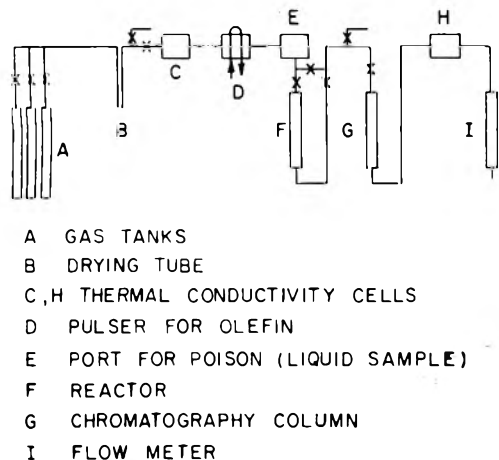 E
H
C
D
A
B
F
G
I
A GAS TANKS
B DRYING TUBE
C,H THERMAL CONDUCTIVITY CELLS
D PULSER FOR OLEFIN
E PORT FOR POISON (LIQUID SAMPLE)
F REACTOR
G CHROMATOGRAPHY COLUMN
I FLOW METER